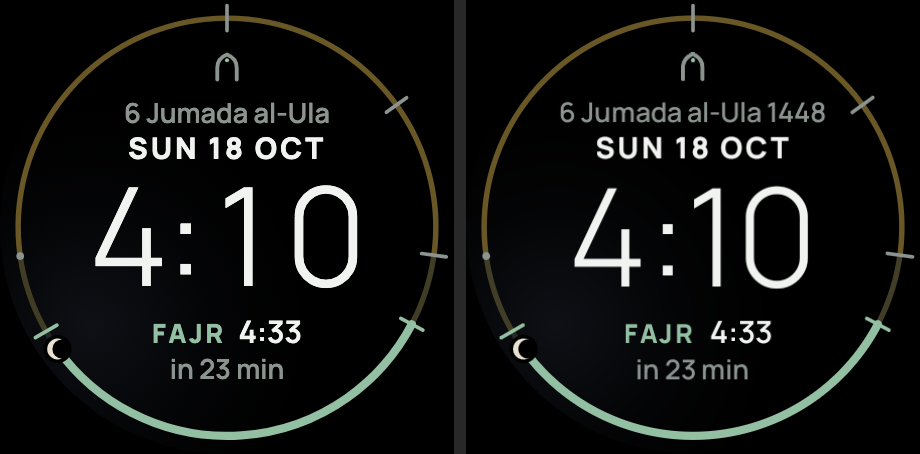 6 Jumada al-Ula
SUN 18 OCT
4:10
FAJR 4:33
in 23 min
6 Jumada al-Ula 1448
SUN 18 OCT
4:10
FAJR 4:33
in 23 min